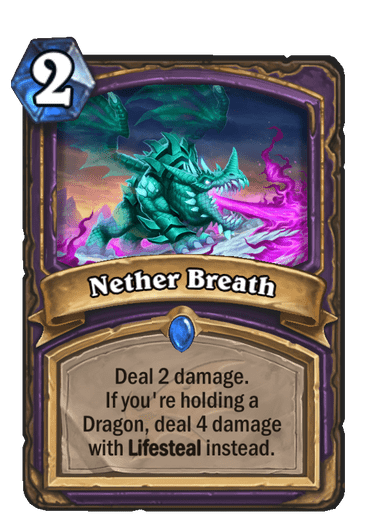 2
Nether Breath
Deal 2 damage.
If you're holding a
Dragon, deal 4 damage
with Lifesteal instead.